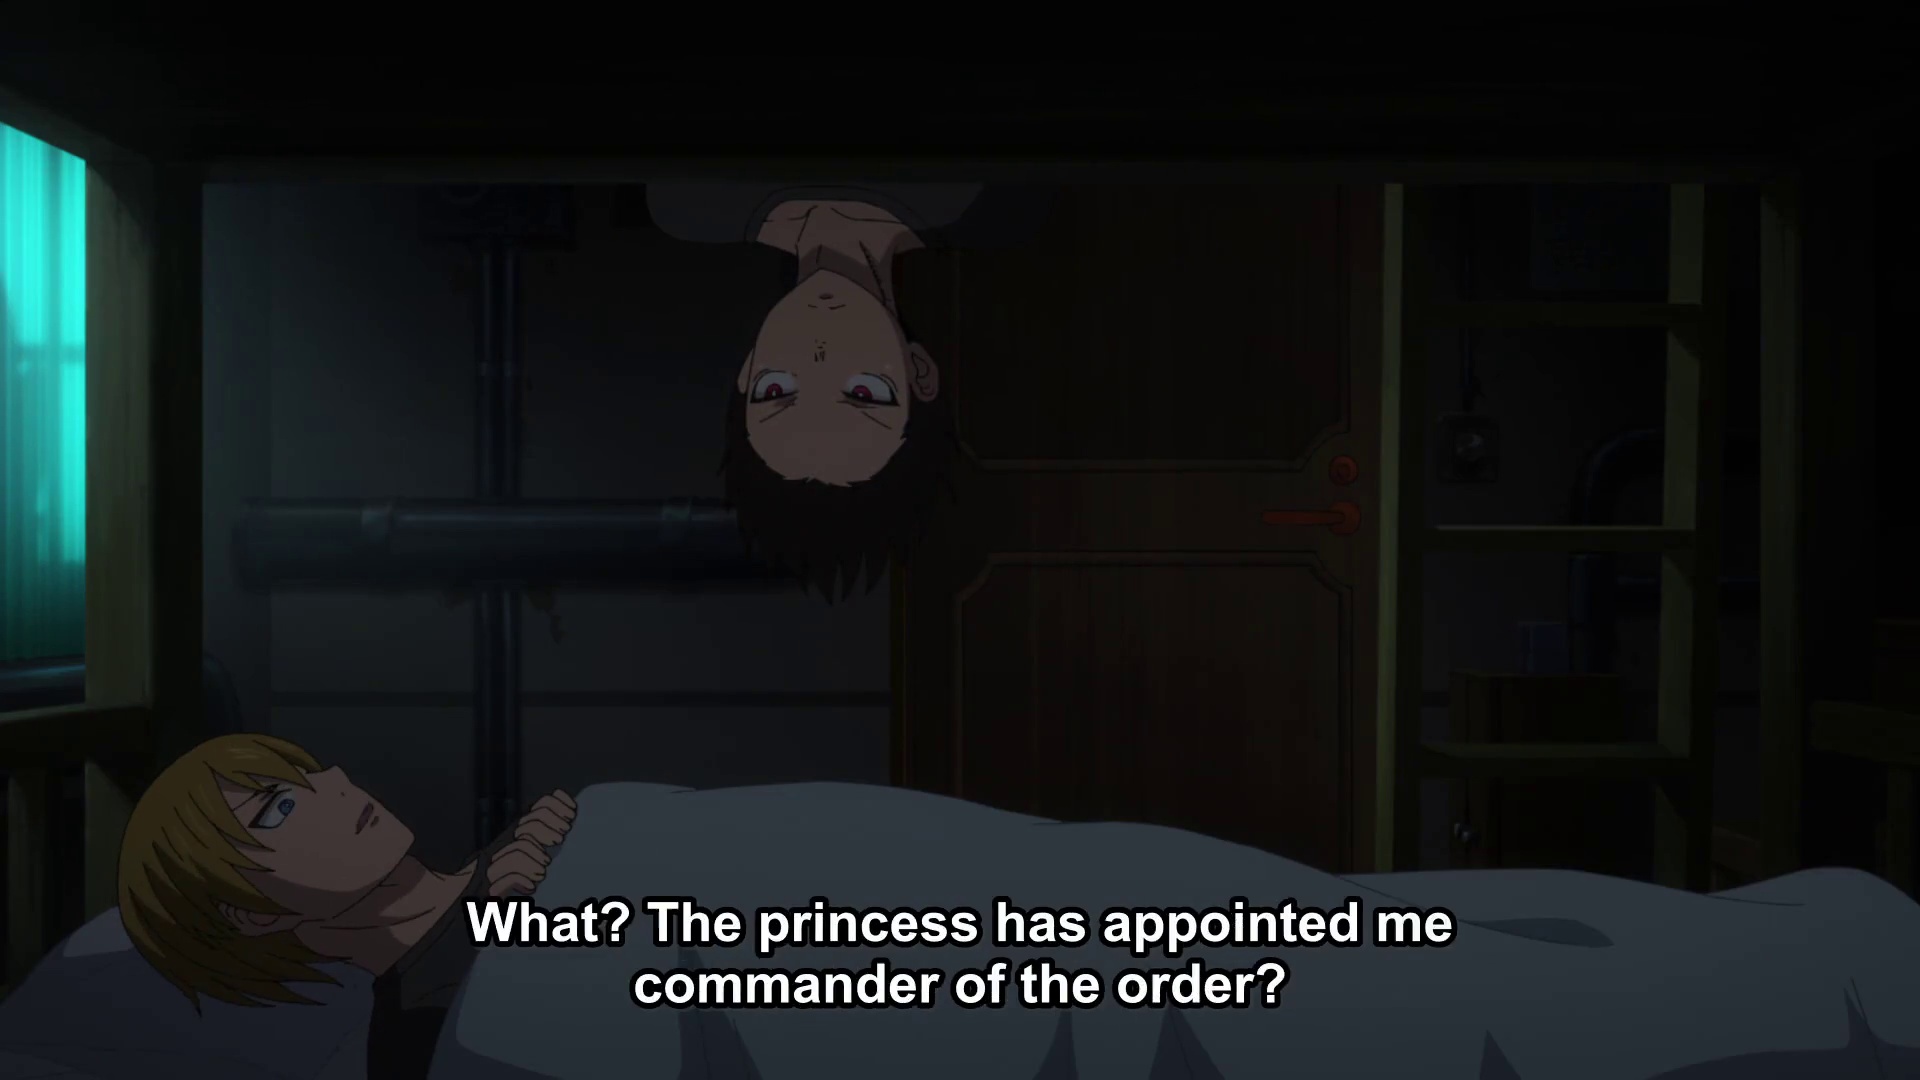 What? The princess has appointed me
commander of the order?